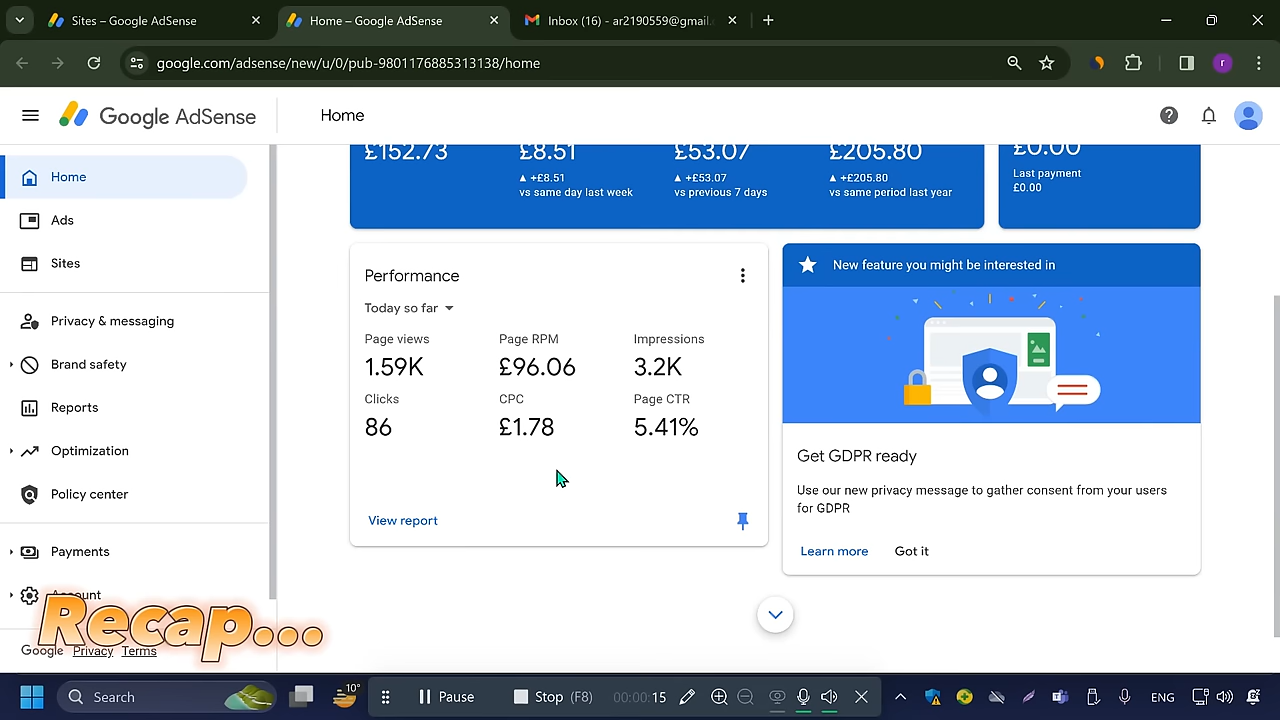 Sites – Google AdSense
Home – Google AdSense
Inbox (16) - ar2190559@gmail.
google.com/adsense/new/u/0/pub-9801176885313138/home
r
Google AdSense
Home
£152.73 £8.51 £53.07 £205.80 £0.00
▲ +£8.51 ▲ +£53.07 ▲ +£205.80
vs same day last week vs previous 7 days vs same period last year
Last payment
£0.00
Home
Ads
Sites
Privacy & messaging
Brand safety
Reports
Optimization
Policy center
Payments
Account
Google Privacy Terms
Recap...
Performance
Today so far
Page views Page RPM Impressions
1.59K £96.06 3.2K
Clicks CPC Page CTR
86 £1.78 5.41%
View report
New feature you might be interested in
Get GDPR ready
Use our new privacy message to gather consent from your users
for GDPR
Learn more Got it
Search
10°
Pause
Stop (F8)
00:00:15
ENG